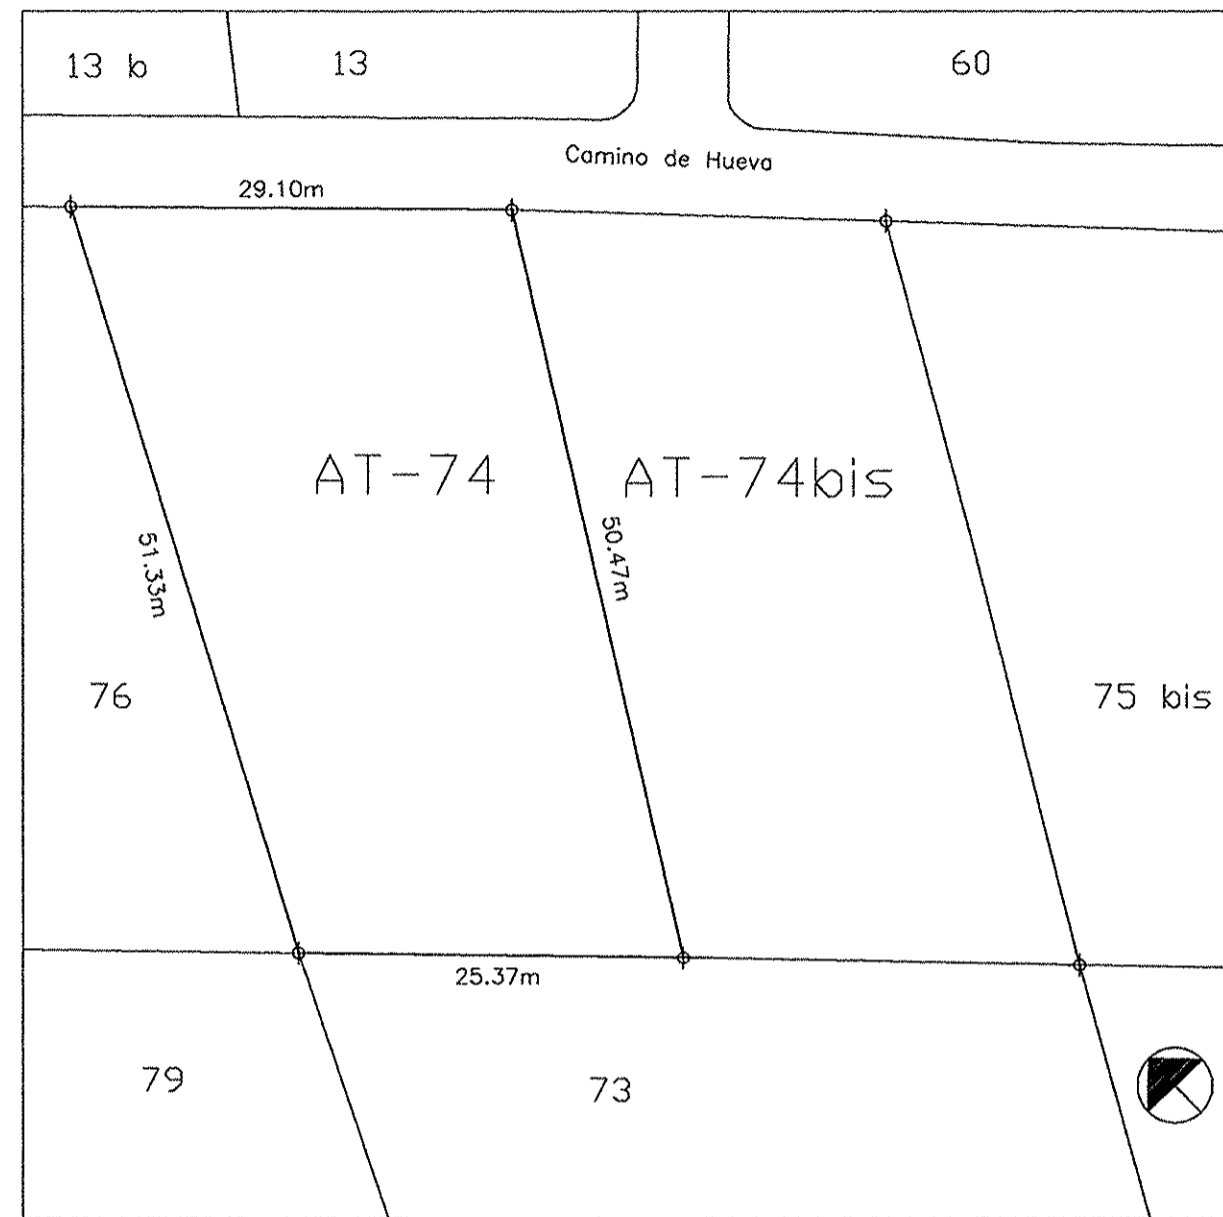 13 b
13
60
Camino de Hueva
29.10m
AT-74
AT-74bis
51.33m
50.47m
76
75 bis
25.37m
79
73